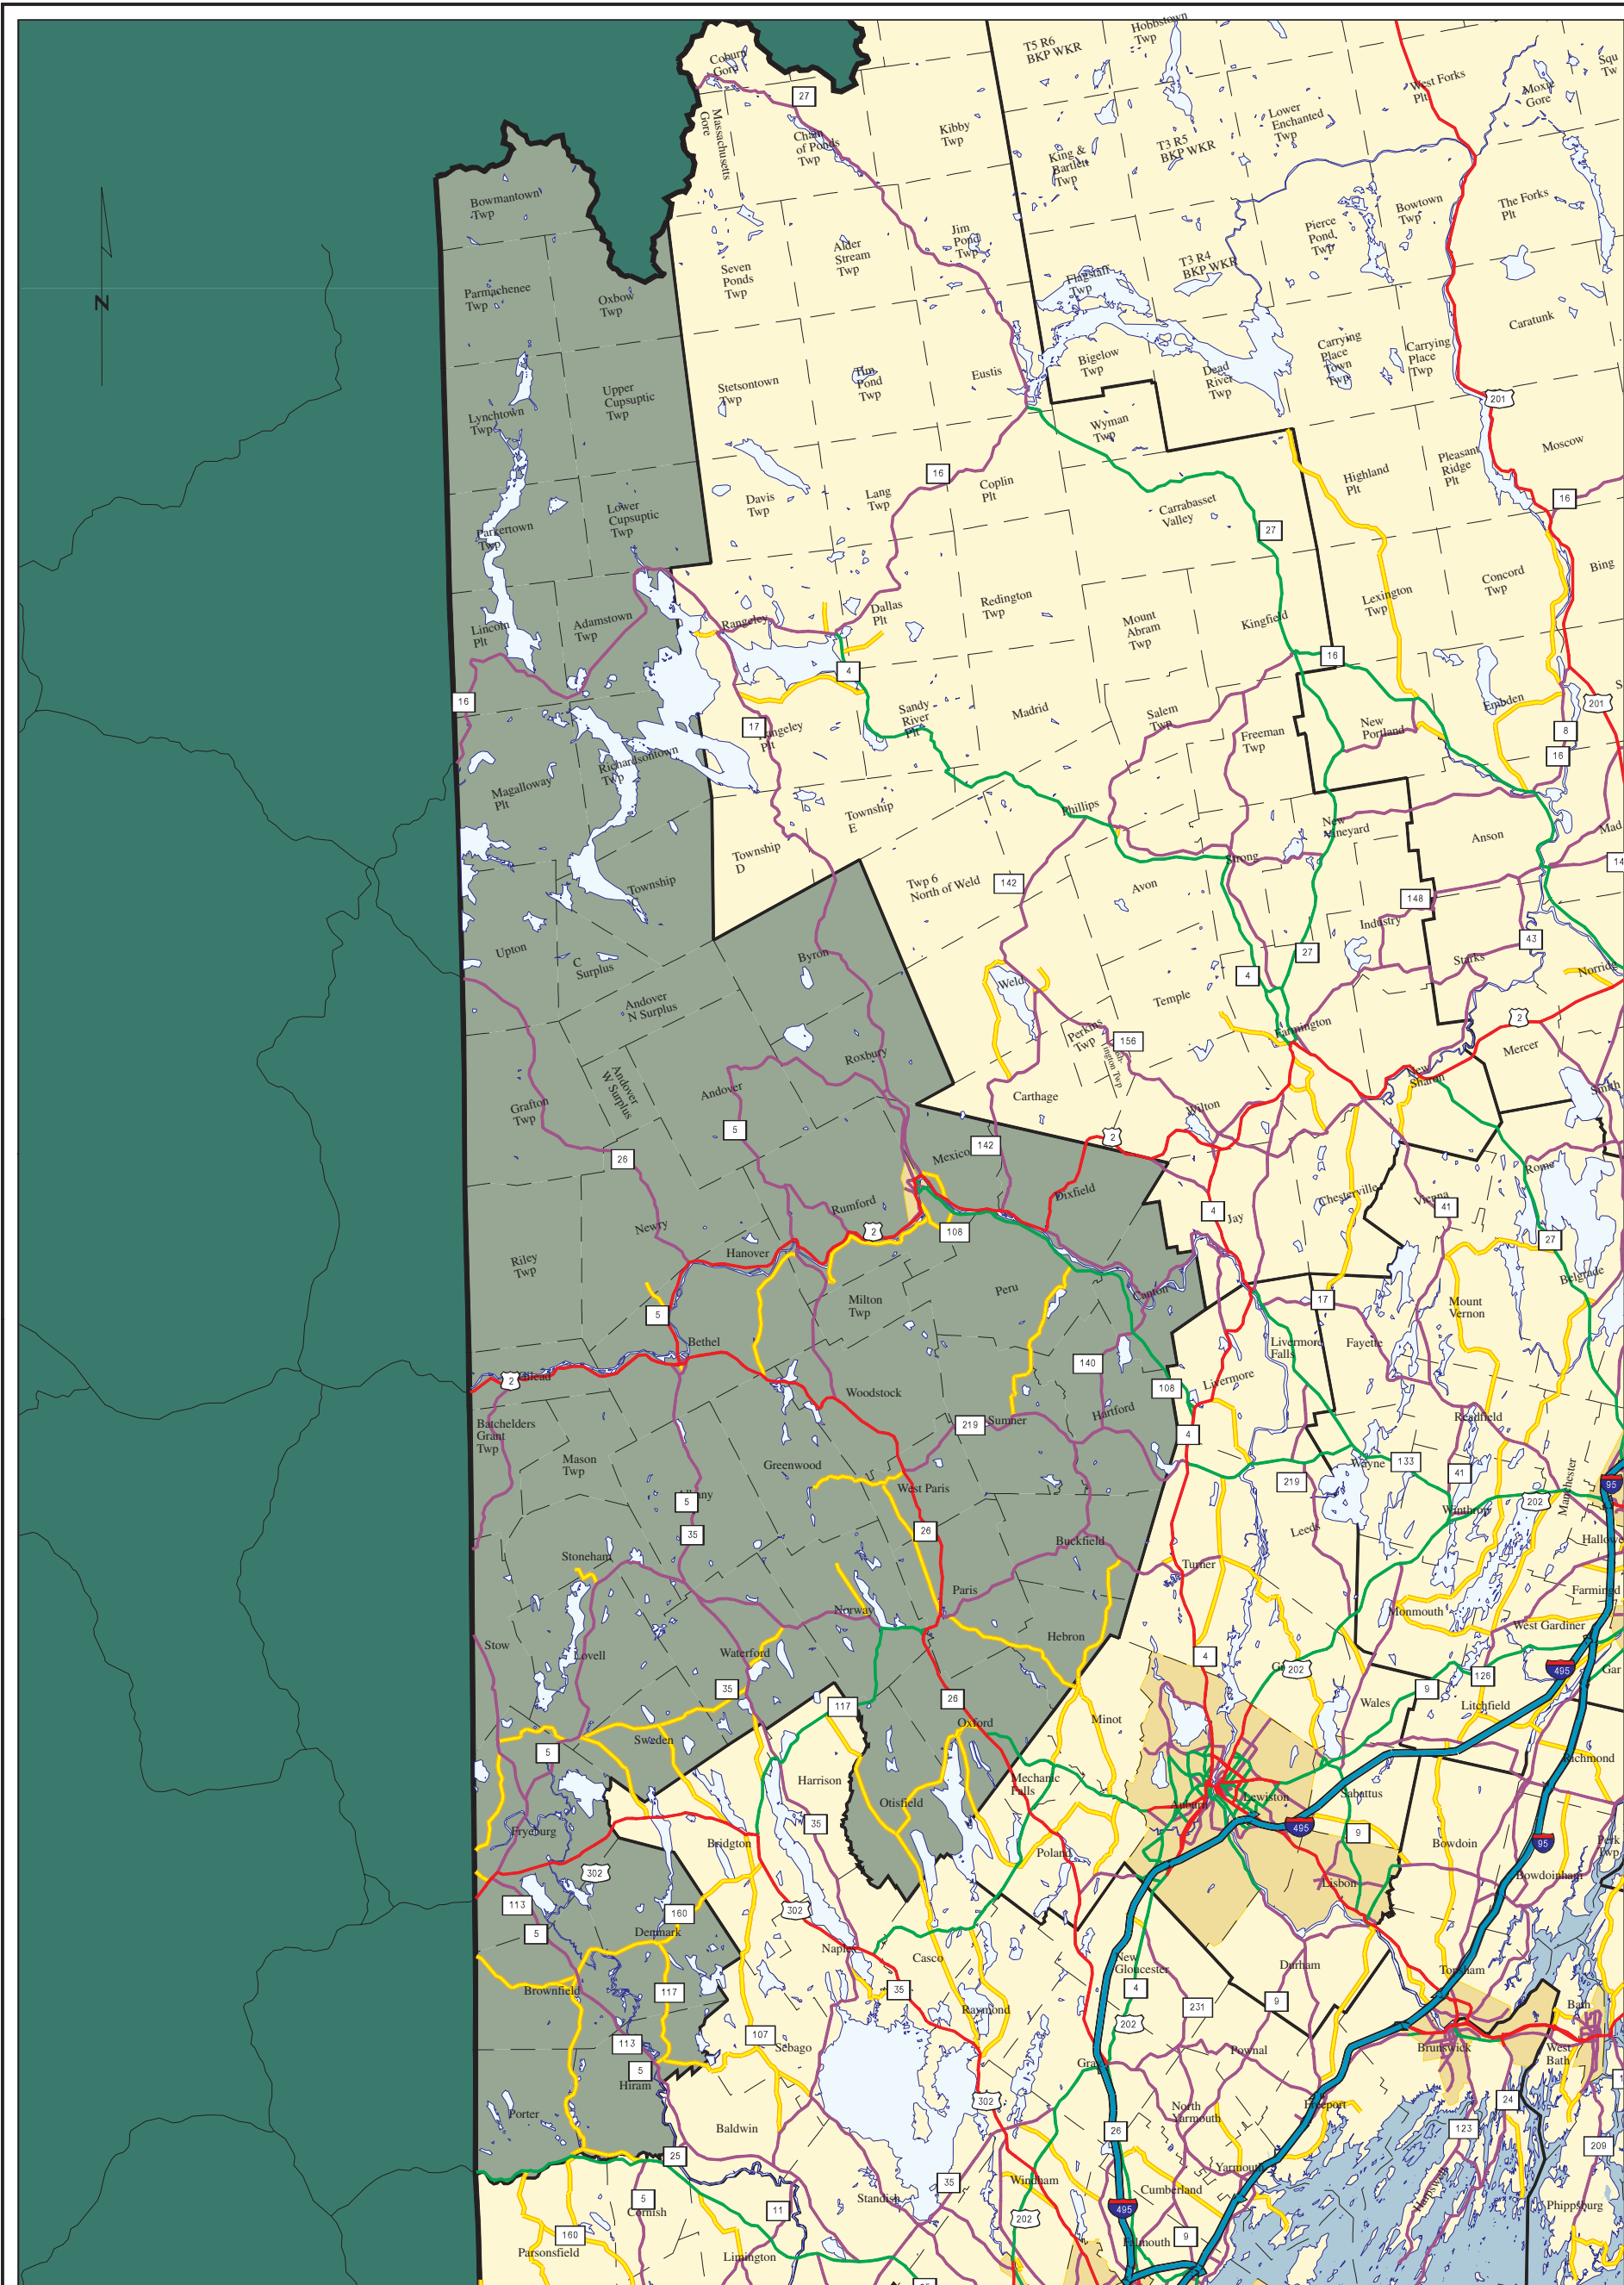 Coburn
Gore
27
Massachusetts
Gore
Chain
of Ponds
Twp
Kibby
Twp
T5 R6
BKP WKR
Hobbstown
Twp
King &
Bartlett
Twp
T3 R5
BKP WKR
Lower
Enchanted
Twp
West Forks
Plt
Moxie
Gore
Squ
Tw
Bowmantown
Twp
N
Parmachenee
Twp
Oxbow
Twp
Seven
Ponds
Twp
Alder
Stream
Twp
Jim
Pond
Twp
Flagstaff
Twp
T3 R4
BKP WKR
Pierce
Pond
Twp
Bowtown
Twp
The Forks
Plt
Caratunk
Lynchtown
Twp
Upper
Cupsuptic
Twp
Stetsontown
Twp
Tim
Pond
Twp
Eustis
Bigelow
Twp
Dead
River
Twp
Carrying
Place
Town
Twp
Carrying
Place
Twp
201
Wyman
Twp
Moscow
Parkertown
Twp
Lower
Cupsuptic
Twp
Davis
Twp
Lang
Twp
16
Coplin
Plt
Carrabasset
Valley
27
Highland
Plt
Pleasant
Ridge
Plt
16
Bing
Lincoln
Plt
Adamstown
Twp
Rangeley
Dallas
Plt
Redington
Twp
Mount
Abram
Twp
Kingfield
Lexington
Twp
Concord
Twp
16
4
16
17
Rangeley
Plt
Sandy
River
Plt
Madrid
Salem
Twp
Freeman
Twp
New
Portland
Embden
201
8
16
Magalloway
Plt
Richardsontown
Twp
Township
E
Phillips
New
Vineyard
Anson
Mad
Township
D
Township
C
Twp 6
North of Weld
142
Avon
Strong
148
Industry
43
Starks
Norridg
Upton
C
Surplus
Andover
N Surplus
Byron
Weld
Temple
4
27
Farmington
2
Mercer
Perkins
Twp
156
Roxbury
Andover
Andover
W Surplus
Grafton
Twp
5
26
Carthage
Wilton
New
Sharon
Smith
142
2
Mexico
Dixfield
Rumford
2
108
Newry
Hanover
4
Jay
Chesterville
Vienna
41
Rome
27
Belgrade
Riley
Twp
5
Bethel
Milton
Twp
Peru
Canton
17
Mount
Vernon
Livermore
Falls
Fayette
2
Gilead
Woodstock
140
108
Livermore
Batchelders
Grant
Twp
Mason
Twp
Greenwood
219
Sumner
Hartford
4
Readfield
Albany
5
35
West Paris
219
Wayne
133
41
Manchester
95
Winthrop
202
26
Buckfield
Leeds
Hallowe
Stoneham
Turner
Farmingd
Paris
Norway
Monmouth
West Gardiner
Stow
Lovell
Waterford
Hebron
4
202
495
Gar
35
117
26
126
9
Wales
Litchfield
Oxford
Minot
Sweden
5
Richmond
Harrison
Mechanic
Falls
Otisfield
Auburn
Lewiston
Sabattus
Fryeburg
35
Bridgton
495
9
95
Bowdoin
Perk
Twp
302
Poland
Lisbon
Bowdoinham
113
160
302
5
Denmark
Naples
Casco
New
Gloucester
Durham
Topsham
Brownfield
117
35
Raymond
4
231
9
Bath
202
113
107
Sebago
5
Hiram
Gray
Pownal
Brunswick
West
Bath
Porter
302
North
Yarmouth
Freeport
24
Baldwin
26
123
25
209
Yarmouth
5
Cornish
11
Standish
35
Windham
Cumberland
Harpswell
Phippsburg
160
202
495
Parsonsfield
Limington
9
Falmouth